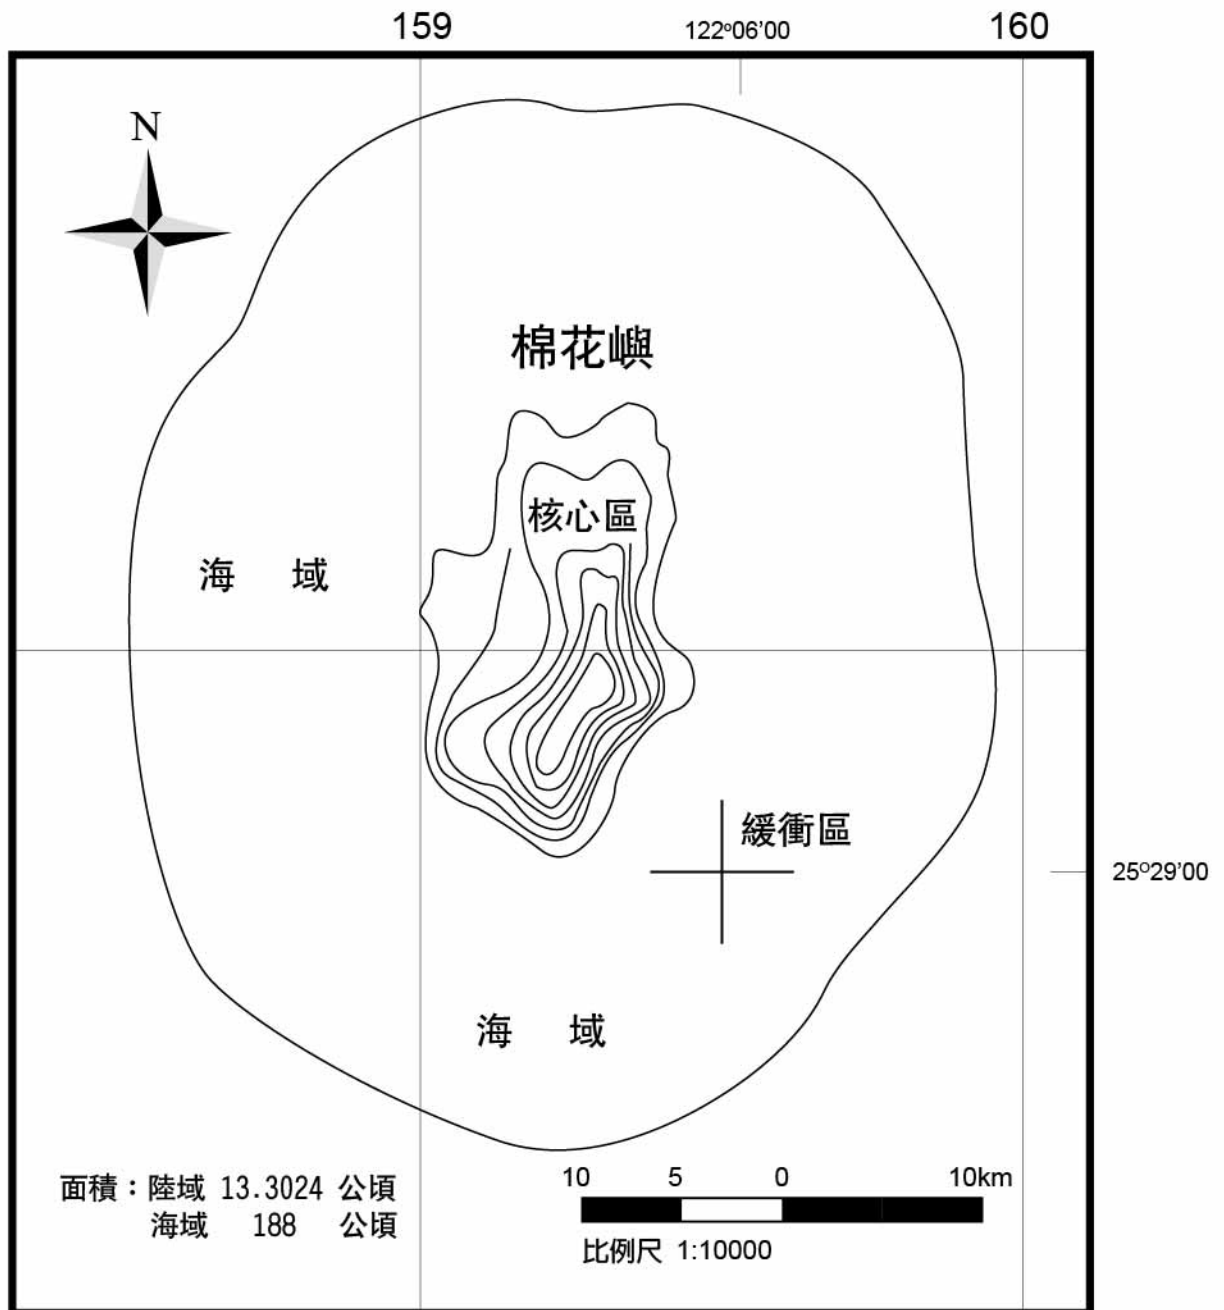 159 122°06'00 160
N
棉花嶼
核心區
海 域
緩衝區
25°29'00
海 域
面積：陸域 13.3024 公頃
海域 188 公頃
10 5 0 10km
比例尺 1:10000